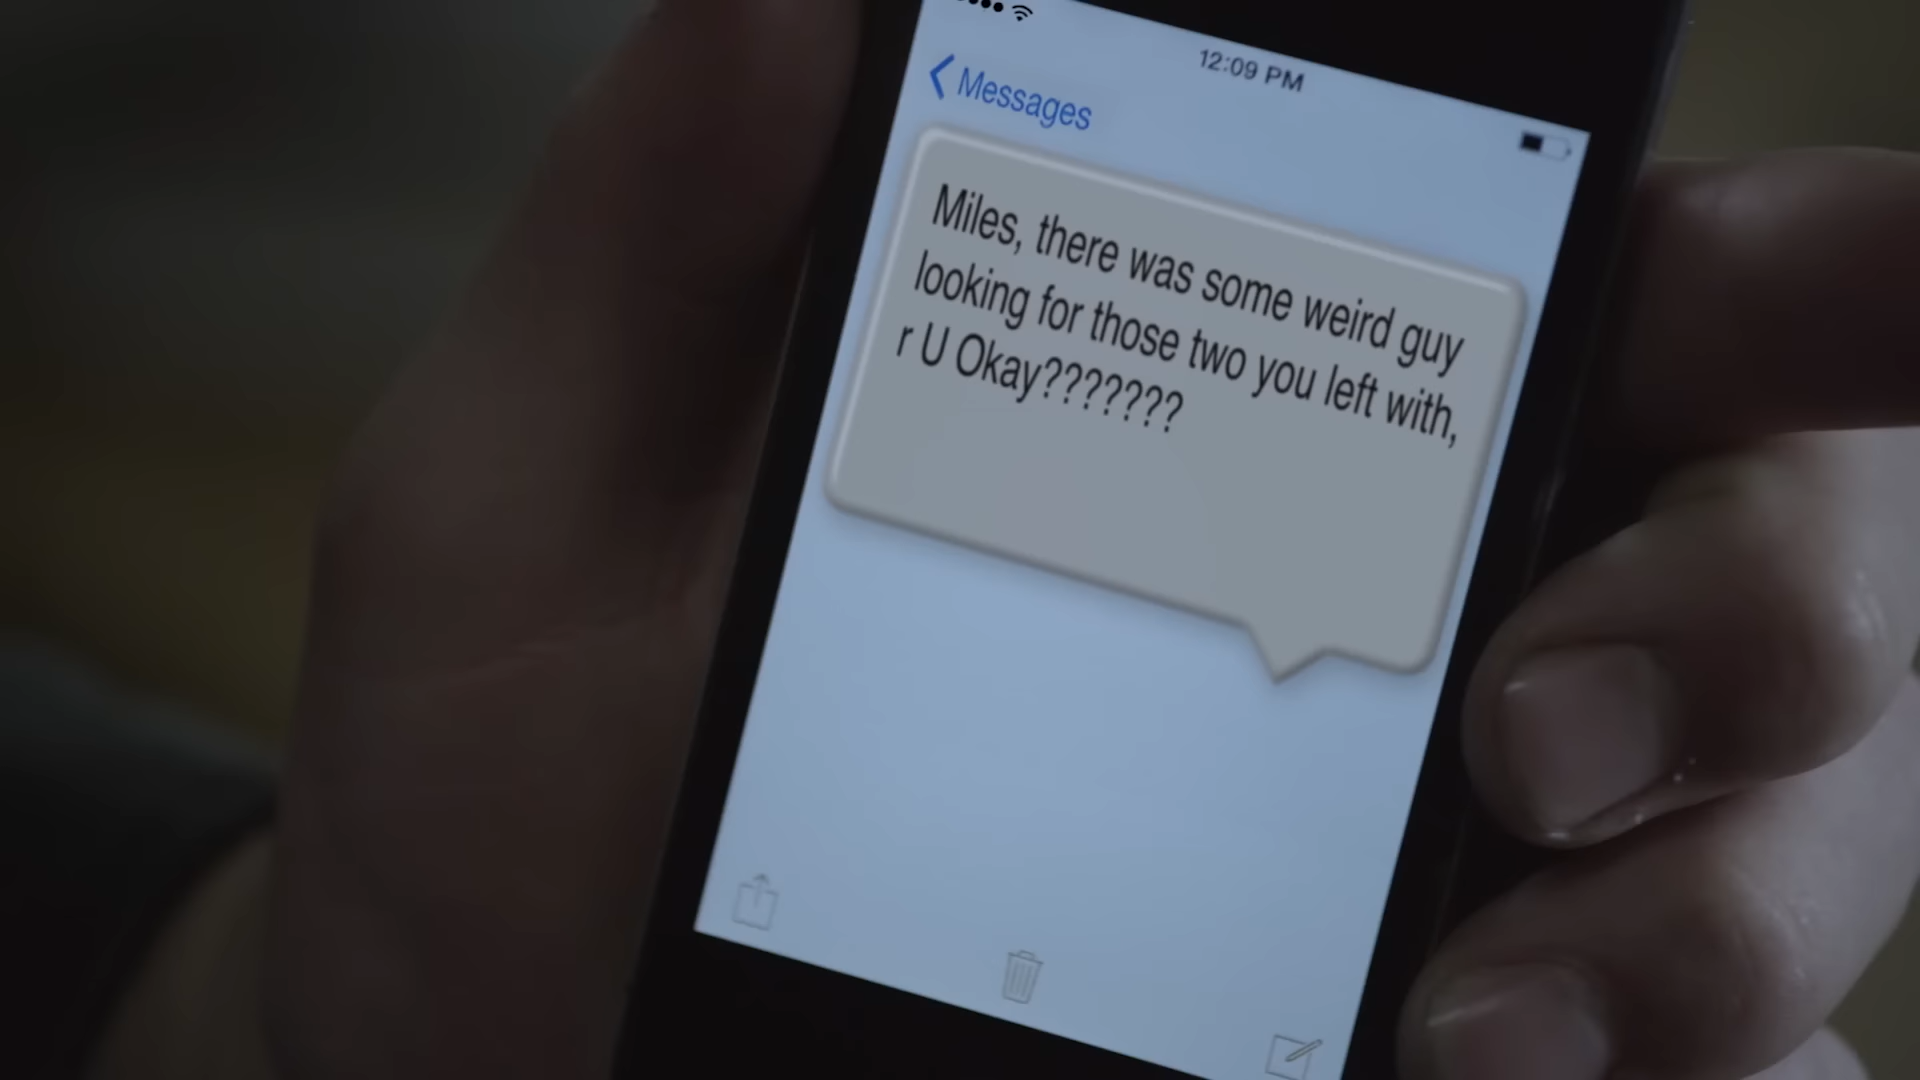 12:09 PM
Messages
Miles, there was some weird guy
looking for those two you left with,
r U Okay???????